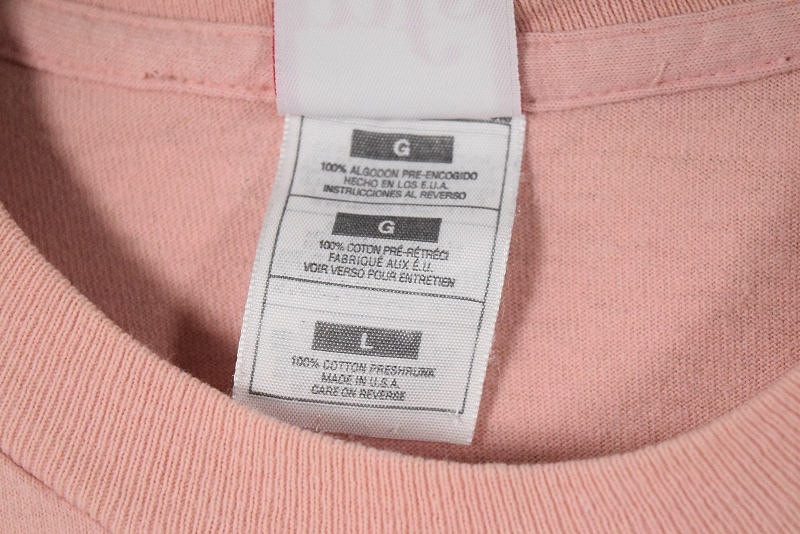 G
100% ALGODON PRE-ENCOGIDO
HECHO EN LOS E.U.A.
INSTRUCCIONES AL REVERSO
G
100% COTON PRÉ-RÉTRÉCI
FABRIQUÉ AUX É.U.
VOIR VERSO POUR ENTRETIEN
L
100% COTTON PRESHRUNK
MADE IN U.S.A.
CARE ON REVERSE